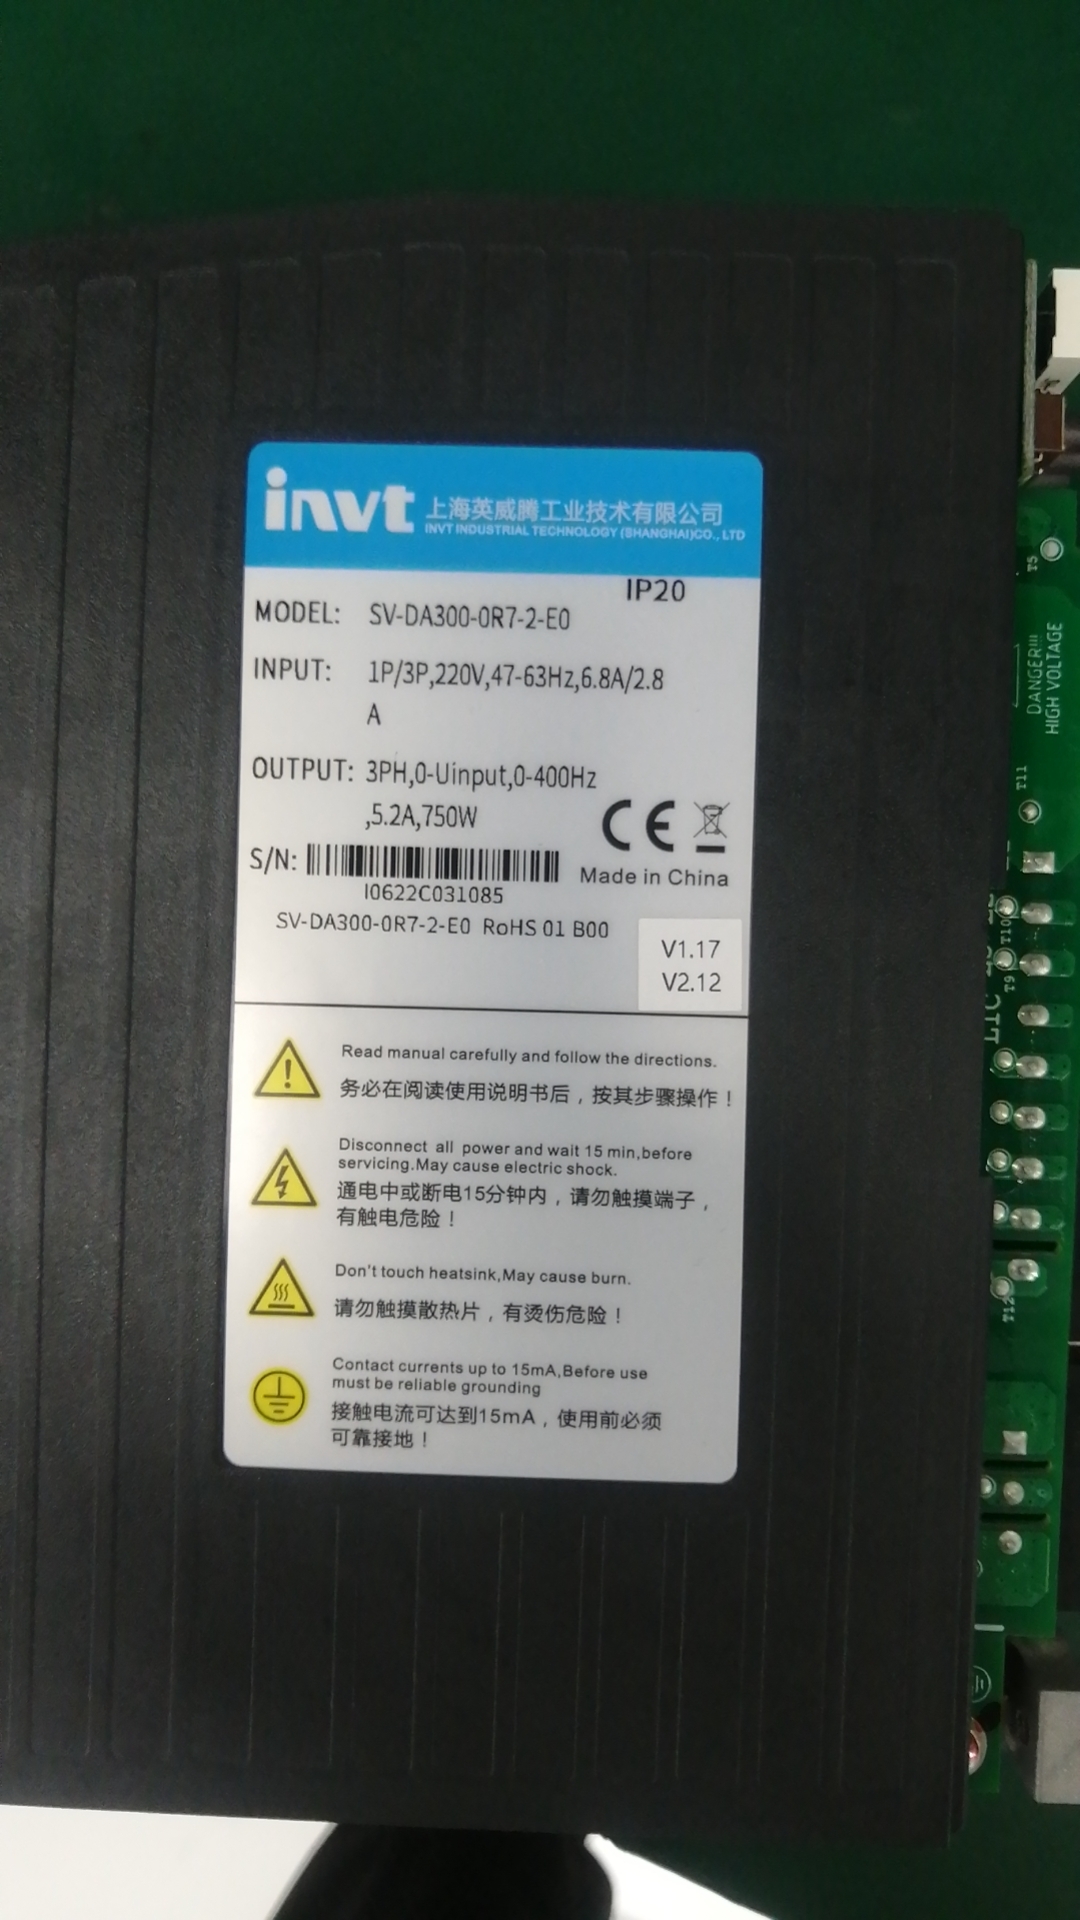 invt 上海英威腾工业技术有限公司
INVT INDUSTRIAL TECHNOLOGY (SHANGHAI)CO., LTD
IP20
MODEL: SV-DA300-0R7-2-E0
INPUT: 1P/3P,220V,47-63Hz,6.8A/2.8
A
OUTPUT: 3PH,0-Uinput,0-400Hz
,5.2A,750W
CE
S/N:
Made in China
I0622C031085
SV-DA300-0R7-2-E0 RoHS 01 B00
V1.17
V2.12
Read manual carefully and follow the directions.
务必在阅读使用说明书后，按其步骤操作！
Disconnect all power and wait 15 min,before
servicing.May cause electric shock.
通电中或断电15分钟内，请勿触摸端子，
有触电危险！
Don't touch heatsink,May cause burn.
请勿触摸散热片，有烫伤危险！
Contact currents up to 15mA,Before use
must be reliable grounding
接触电流可达到15mA，使用前必须
可靠接地！
T5
DANGER!!!
HIGH VOLTAGE
T11
T10
T9
T12